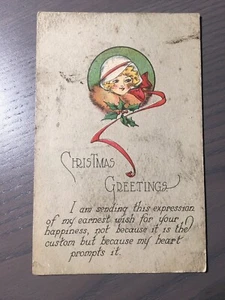 CHRISTMAS
GREETINGS
I am sending this expression
of my earnest wish for your
happiness, not because it is the
custom but because my heart
prompts it.